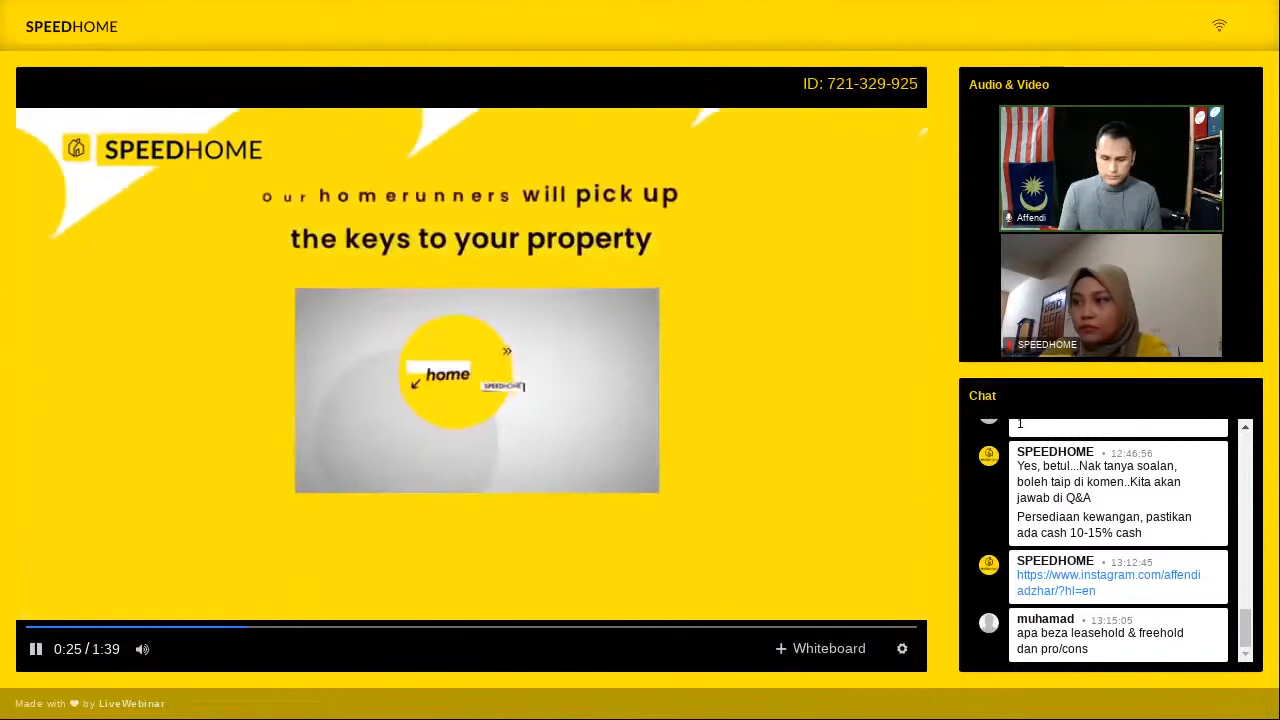 SPEEDHOME
ID: 721-329-925
SPEEDHOME
our homerunners will pick up
the keys to your property
home
SPEEDHOME
0:25 / 1:39
Whiteboard
Audio & Video
Affendi
SPEEDHOME
Chat
1
SPEEDHOME • 12:46:56
Yes, betul...Nak tanya soalan,
boleh taip di komen..Kita akan
jawab di Q&A
Persediaan kewangan, pastikan
ada cash 10-15% cash
SPEEDHOME • 13:12:45
https://www.instagram.com/affendi
adzhar/?hl=en
muhamad • 13:15:05
apa beza leasehold & freehold
dan pro/cons
Made with ❤ by LiveWebinar